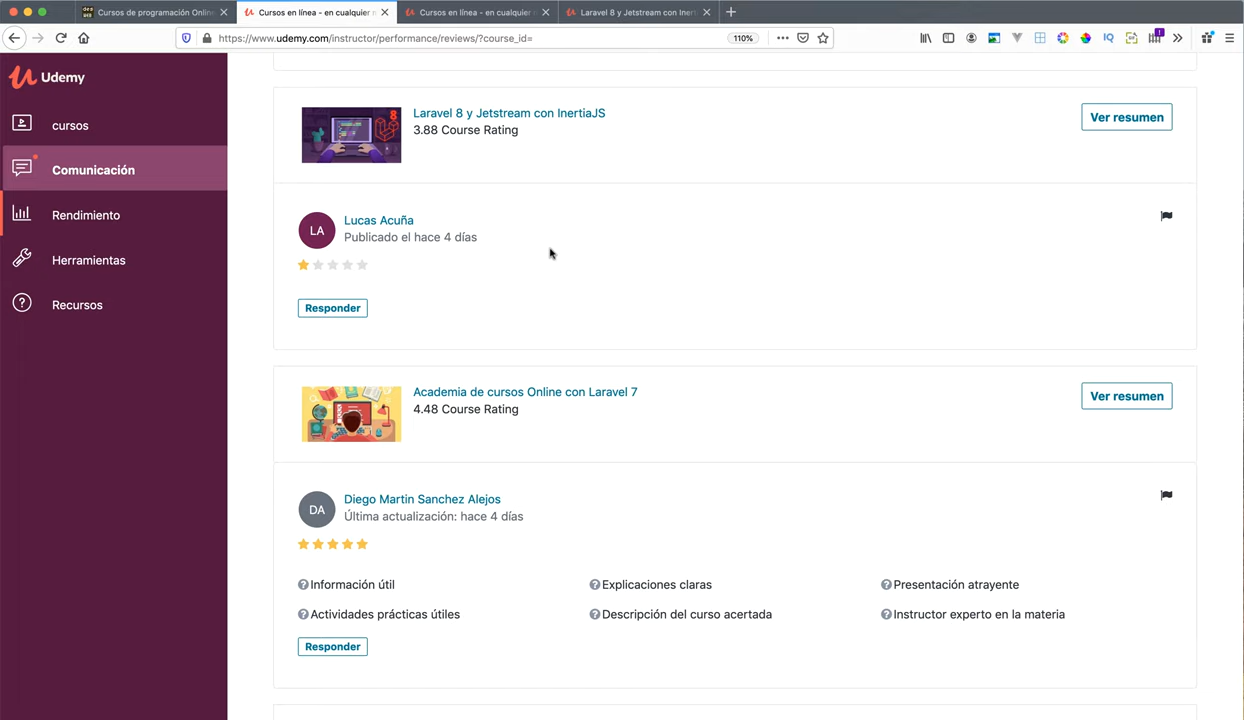 Cursos de programación Online
Cursos en línea - en cualquier
Cursos en línea - en cualquier
Laravel 8 y Jetstream con Inert
https://www.udemy.com/instructor/performance/reviews/?course_id=
110%
IQ
Udemy
cursos
Comunicación
Rendimiento
Herramientas
Recursos
Laravel 8 y Jetstream con InertiaJS
3.88 Course Rating
Ver resumen
LA
Lucas Acuña
Publicado el hace 4 días
Responder
Academia de cursos Online con Laravel 7
4.48 Course Rating
Ver resumen
DA
Diego Martin Sanchez Alejos
Última actualización: hace 4 días
Información útil
Explicaciones claras
Presentación atrayente
Actividades prácticas útiles
Descripción del curso acertada
Instructor experto en la materia
Responder